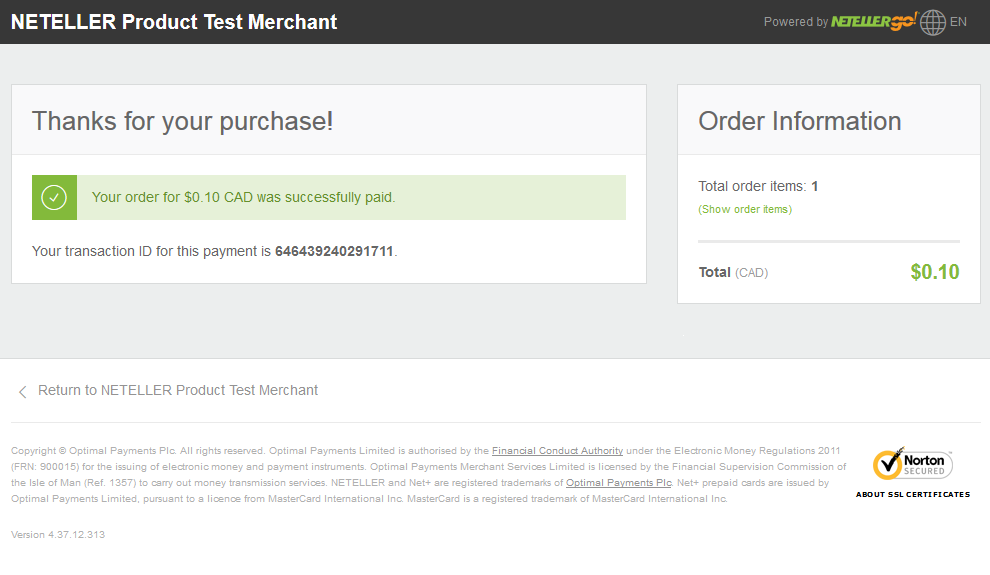 NETELLER Product Test Merchant
Powered by NETELLERgo! EN
Thanks for your purchase!
Your order for $0.10 CAD was successfully paid.
Your transaction ID for this payment is 646439240291711.
Order Information
Total order items: 1
(Show order items)
Total (CAD) $0.10
Return to NETELLER Product Test Merchant
Copyright © Optimal Payments Plc. All rights reserved. Optimal Payments Limited is authorised by the Financial Conduct Authority under the Electronic Money Regulations 2011
(FRN: 900015) for the issuing of electronic money and payment instruments. Optimal Payments Merchant Services Limited is licensed by the Financial Supervision Commission of
the Isle of Man (Ref. 1357) to carry out money transmission services. NETELLER and Net+ are registered trademarks of Optimal Payments Plc. Net+ prepaid cards are issued by
Optimal Payments Limited, pursuant to a licence from MasterCard International Inc. MasterCard is a registered trademark of MasterCard International Inc.
Norton
SECURED
ABOUT SSL CERTIFICATES
Version 4.37.12.313